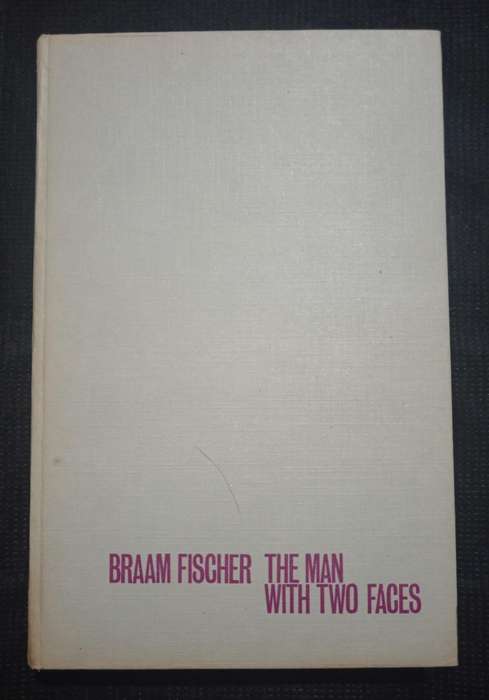 BRAAM FISCHER THE MAN
WITH TWO FACES